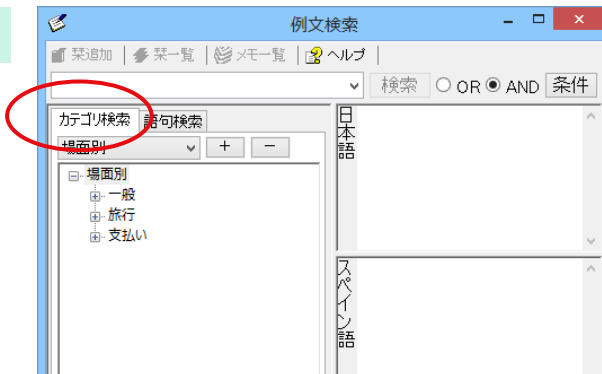 例文検索
栞追加 栞一覧 メモ一覧 ヘルプ
検索 OR AND 条件
カテゴリ検索 語句検索
場面別 + −
場面別
一般
旅行
支払い
日本語
スペイン語